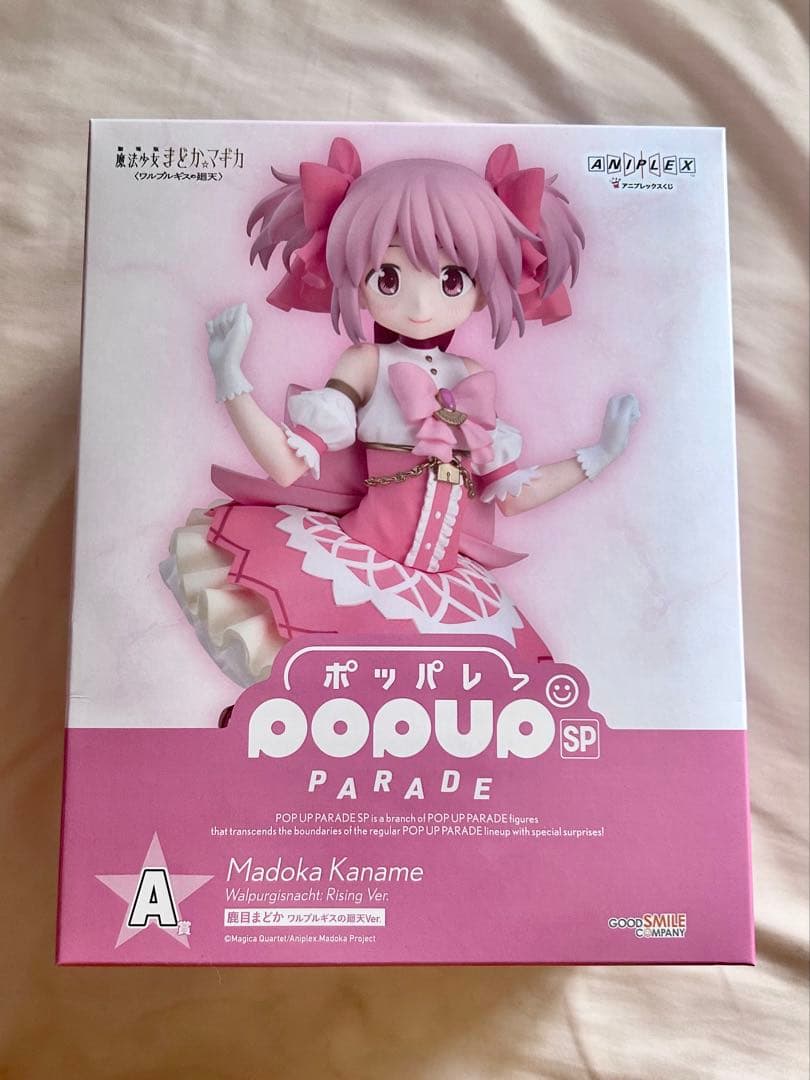 劇場版
魔法少女まどか☆マギカ
〈ワルプルギスの廻天〉
ANIPLEX
アニプレックスくじ
ポッパレ
POPUP SP
PARADE
POP UP PARADE SP is a branch of POP UP PARADE figures
that transcends the boundaries of the regular POP UP PARADE lineup with special surprises!
A賞
Madoka Kaname
Walpurgisnacht: Rising Ver.
鹿目まどか ワルプルギスの廻天Ver.
©Magica Quartet/Aniplex.Madoka Project
GOOD SMILE
COMPANY